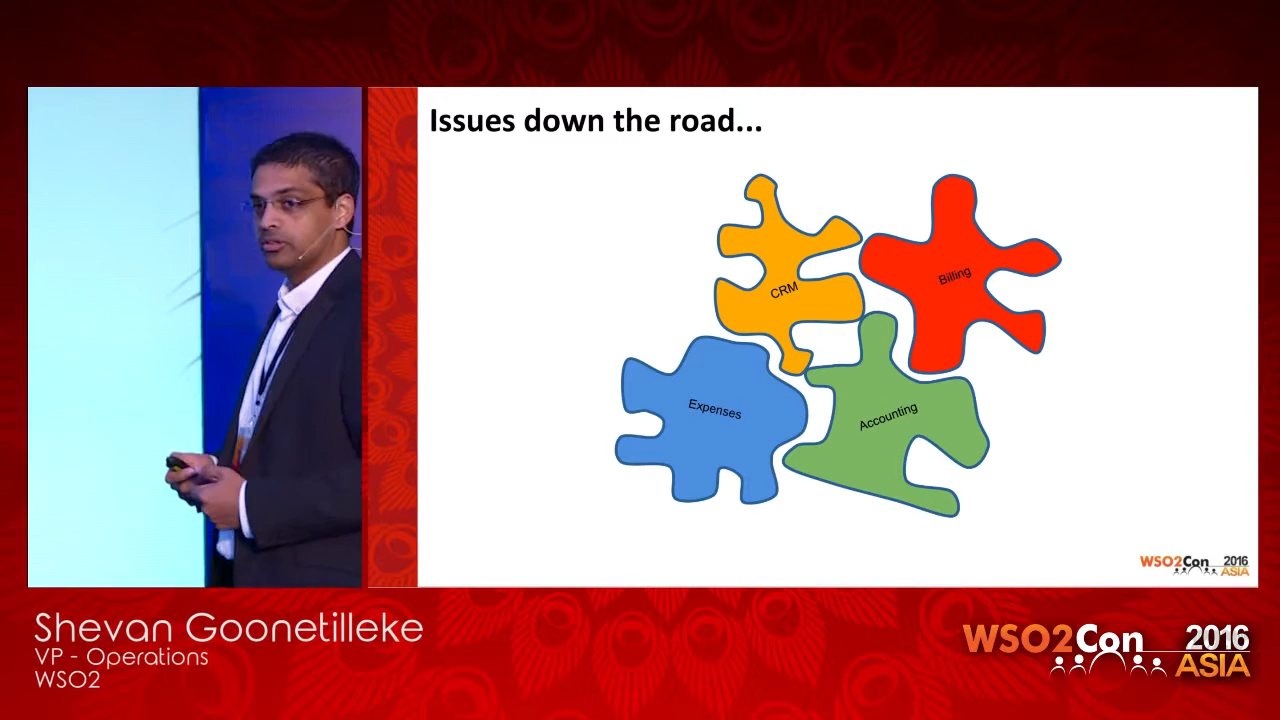 Issues down the road...
CRM
Billing
Expenses
Accounting
WSO2Con 2016
ASIA
Shevan Goonetilleke
VP - Operations
WSO2
WSO2Con 2016
ASIA